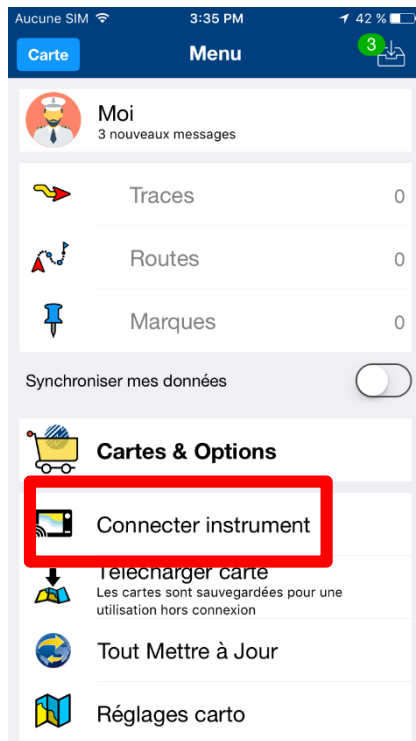 Aucune SIM 3:35 PM 42 %
Carte Menu 3
Moi
3 nouveaux messages
Traces 0
Routes 0
Marques 0
Synchroniser mes données
Cartes & Options
Connecter instrument
Télécharger carte
Les cartes sont sauvegardées pour une
utilisation hors connexion
Tout Mettre à Jour
Réglages carto